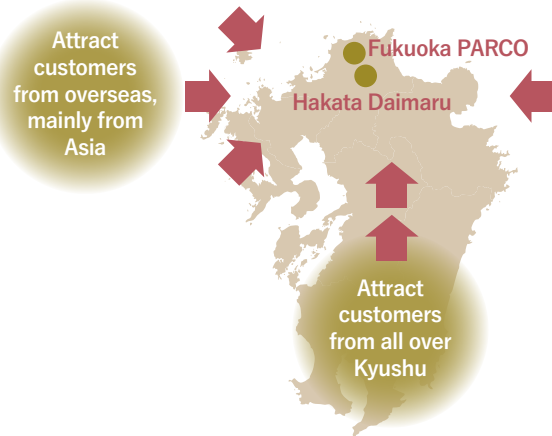 Attract
customers
from overseas,
mainly from
Asia
Fukuoka PARCO
Hakata Daimaru
Attract
customers
from all over
Kyushu